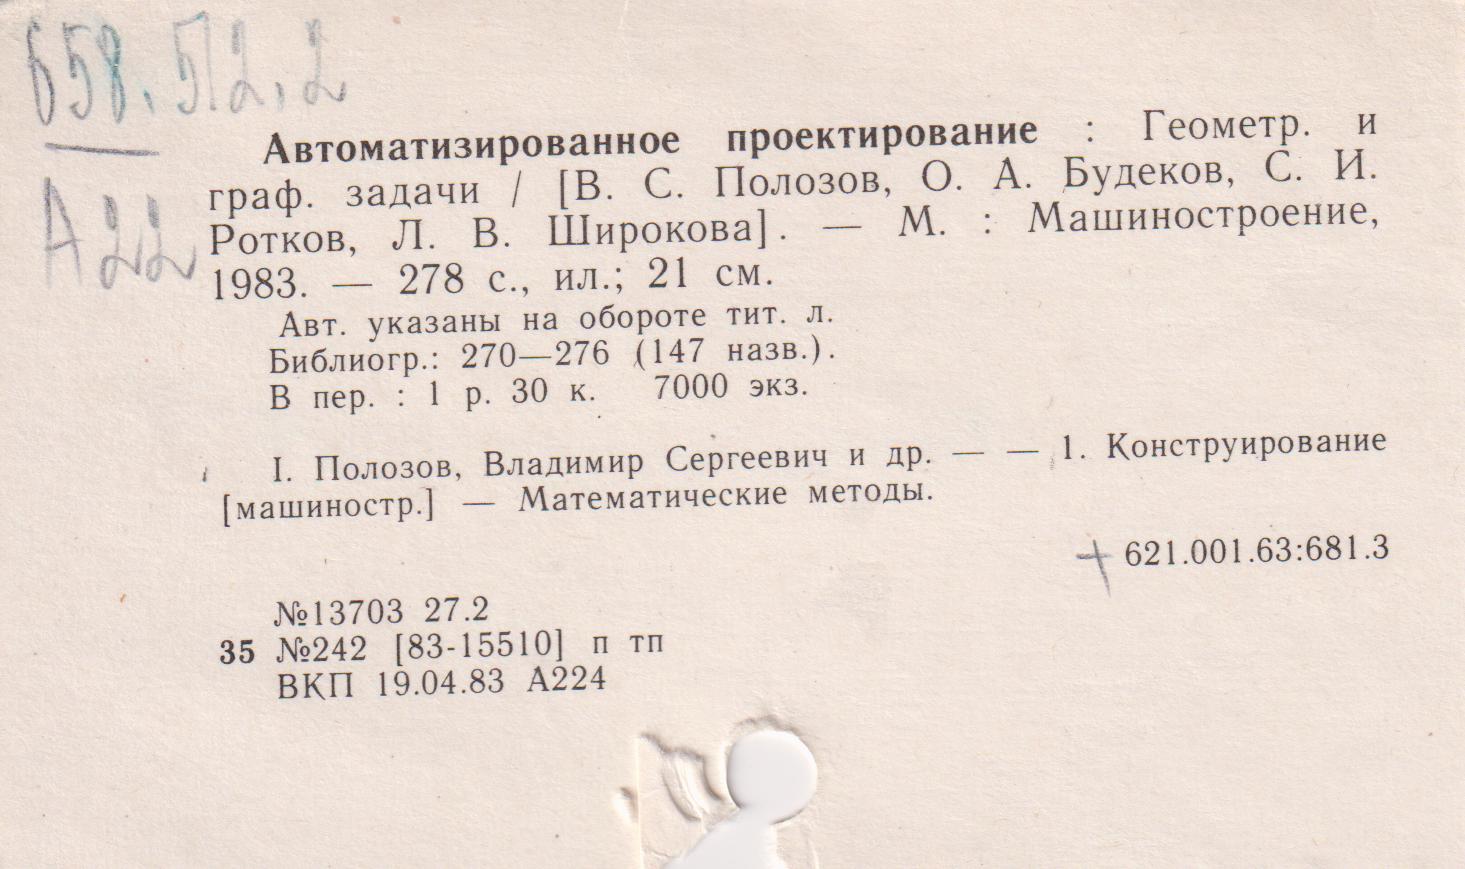 658.512.2
А22
Автоматизированное проектирование : Геометр. и
граф. задачи / [В. С. Полозов, О. А. Будеков, С. И.
Ротков, Л. В. Широкова]. — М. : Машиностроение,
1983. — 278 с., ил.; 21 см.
Авт. указаны на обороте тит. л.
Библиогр.: 270—276 (147 назв.).
В пер. : 1 р. 30 к. 7000 экз.
I. Полозов, Владимир Сергеевич и др. — — 1. Конструирование
[машиностр.] — Математические методы.
+ 621.001.63:681.3
№13703 27.2
35 №242 [83-15510] п тп
ВКП 19.04.83 А224